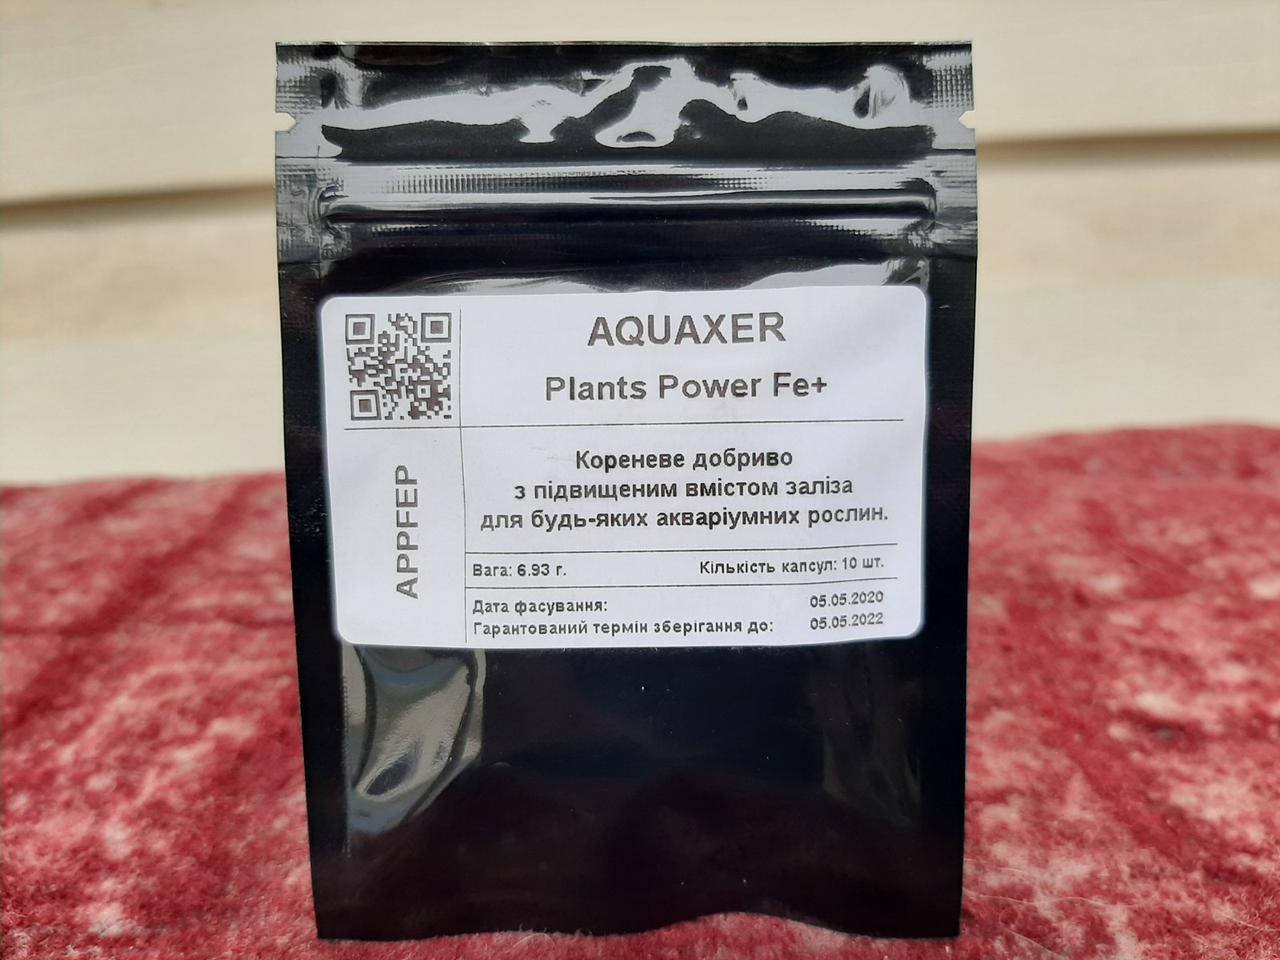 AQUAXER
Plants Power Fe+
APPFEP
Кореневе добриво
з підвищеним вмістом заліза
для будь-яких акваріумних рослин.
Вага: 6.93 г. Кількість капсул: 10 шт.
Дата фасування: 05.05.2020
Гарантований термін зберігання до: 05.05.2022